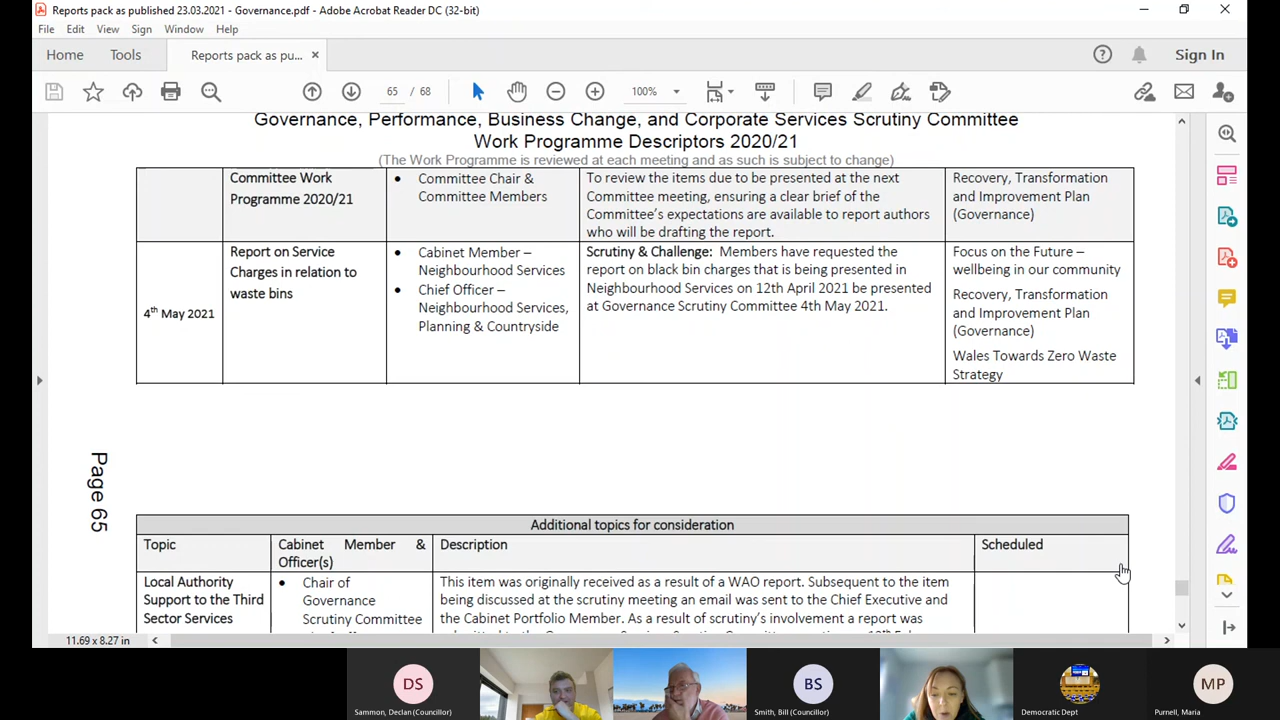 Reports pack as published 23.03.2021 - Governance.pdf - Adobe Acrobat Reader DC (32-bit)
File Edit View Sign Window Help
Home Tools Reports pack as pu... × Sign In
65 / 68 100%
Governance, Performance, Business Change, and Corporate Services Scrutiny Committee
Work Programme Descriptors 2020/21
(The Work Programme is reviewed at each meeting and as such is subject to change)
Committee Work
Programme 2020/21
• Committee Chair &
Committee Members
To review the items due to be presented at the next
Committee meeting, ensuring a clear brief of the
Committee's expectations are available to report authors
who will be drafting the report.
Recovery, Transformation
and Improvement Plan
(Governance)
4th May 2021
Report on Service
Charges in relation to
waste bins
• Cabinet Member –
Neighbourhood Services
• Chief Officer –
Neighbourhood Services,
Planning & Countryside
Scrutiny & Challenge: Members have requested the
report on black bin charges that is being presented in
Neighbourhood Services on 12th April 2021 be presented
at Governance Scrutiny Committee 4th May 2021.
Focus on the Future –
wellbeing in our community
Recovery, Transformation
and Improvement Plan
(Governance)
Wales Towards Zero Waste
Strategy
Page 65
Additional topics for consideration
Topic
Cabinet Member &
Officer(s)
Description
Scheduled
Local Authority
Support to the Third
Sector Services
• Chair of
Governance
Scrutiny Committee
This item was originally received as a result of a WAO report. Subsequent to the item
being discussed at the scrutiny meeting an email was sent to the Chief Executive and
the Cabinet Portfolio Member. As a result of scrutiny's involvement a report was
11.69 x 8.27 in
DS
Sammon, Declan (Councillor)
BS
Smith, Bill (Councillor)
Democratic Dept
MP
Purnell, Maria